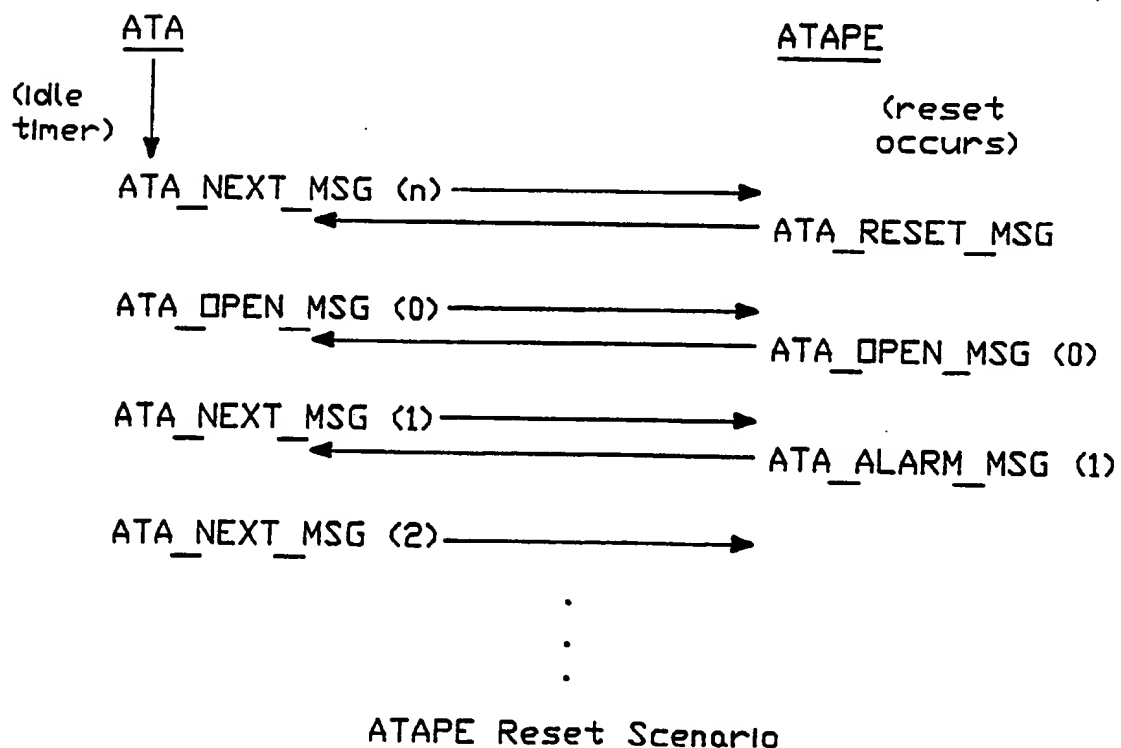 ATA
ATAPE
(idle
timer)
(reset
occurs)
ATA_NEXT_MSG (n)
ATA_RESET_MSG
ATA_OPEN_MSG (0)
ATA_OPEN_MSG (0)
ATA_NEXT_MSG (1)
ATA_ALARM_MSG (1)
ATA_NEXT_MSG (2)
.
.
.
ATAPE Reset Scenario